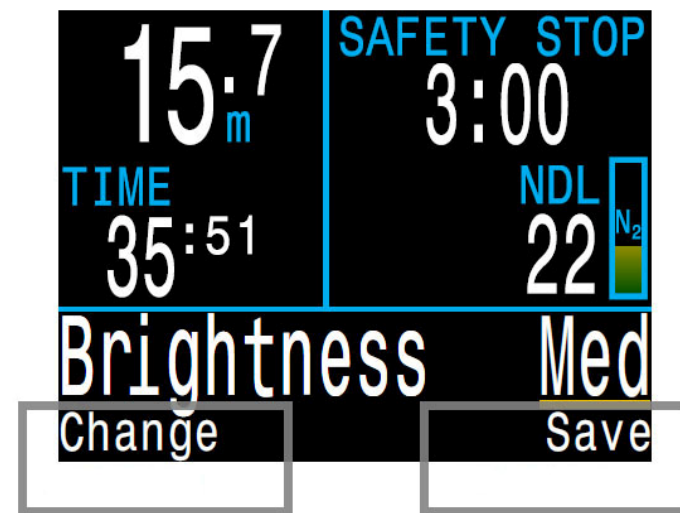 15.7 m
SAFETY STOP
3:00
TIME
35:51
NDL
22
N₂
Brightness Med
Change Save